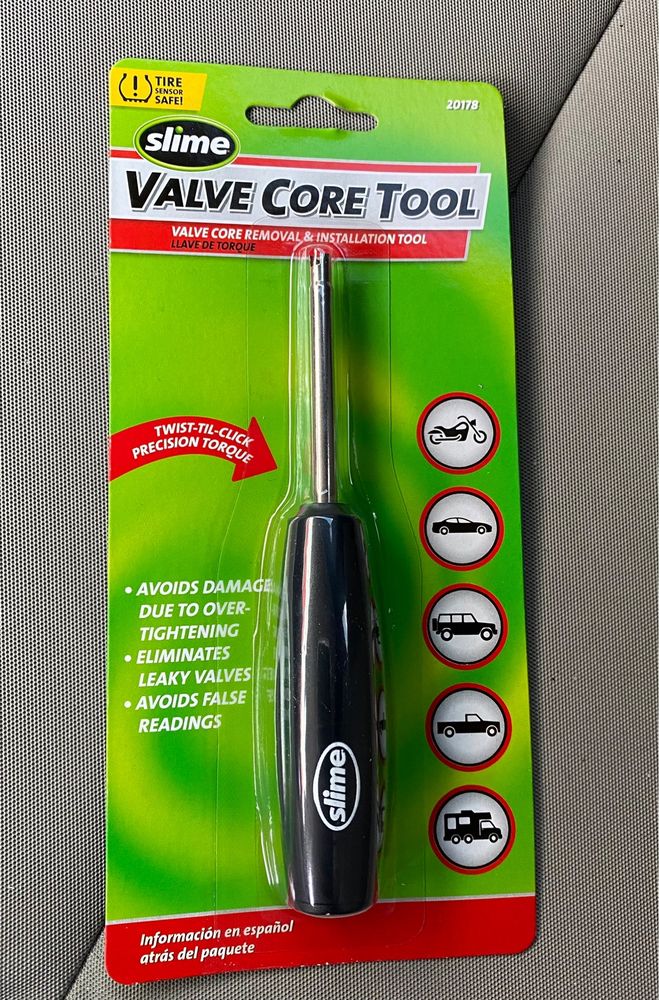 TIRE
SENSOR
SAFE!
20178
slime
VALVE CORE TOOL
VALVE CORE REMOVAL & INSTALLATION TOOL
LLAVE DE TORQUE
TWIST-TIL-CLICK
PRECISION TORQUE
• AVOIDS DAMAGE
DUE TO OVER-
TIGHTENING
• ELIMINATES
LEAKY VALVES
• AVOIDS FALSE
READINGS
slime
Información en español
atrás del paquete